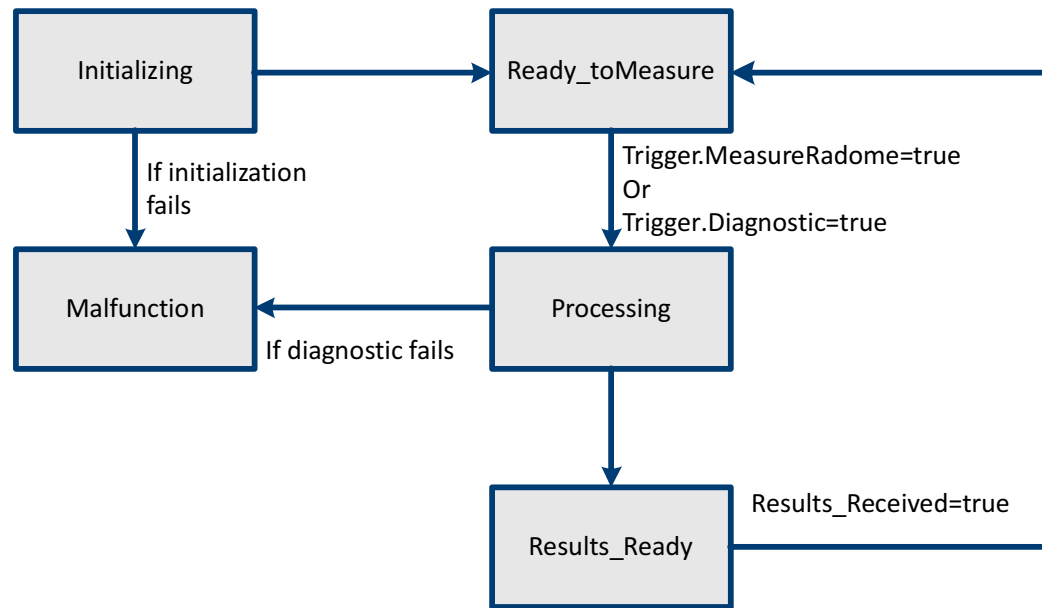 Initializing
Ready_toMeasure
If initialization
fails
Trigger.MeasureRadome=true
Or
Trigger.Diagnostic=true
Malfunction
Processing
If diagnostic fails
Results_Received=true
Results_Ready